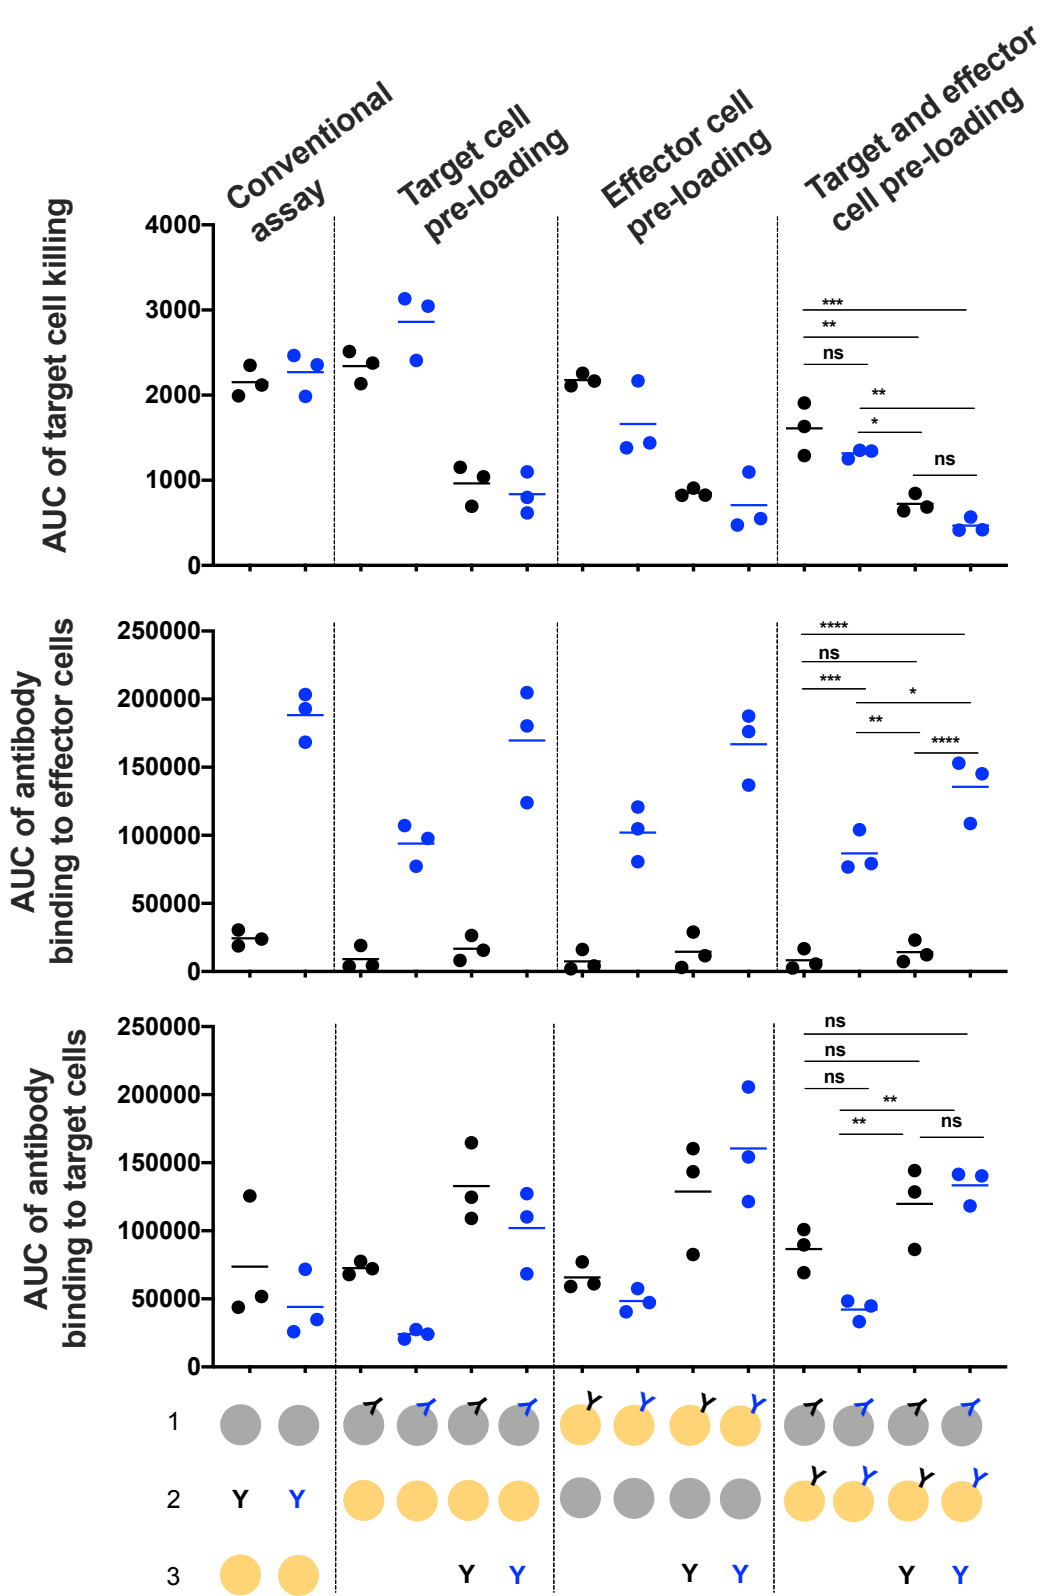 Conventional
assay
Target cell
pre-loading
Effector cell
pre-loading
Target and effector
cell pre-loading
AUC of target cell killing
4000
3000
2000
1000
0
***
**
ns
**
*
ns
AUC of antibody
binding to effector cells
250000
200000
150000
100000
50000
0
****
ns
***
*
**
****
AUC of antibody
binding to target cells
250000
200000
150000
100000
50000
0
ns
ns
ns
**
**
ns
1
Y Y Y Y Y Y Y Y Y Y Y Y
2
Y Y Y Y Y Y
3
Y Y Y Y Y Y